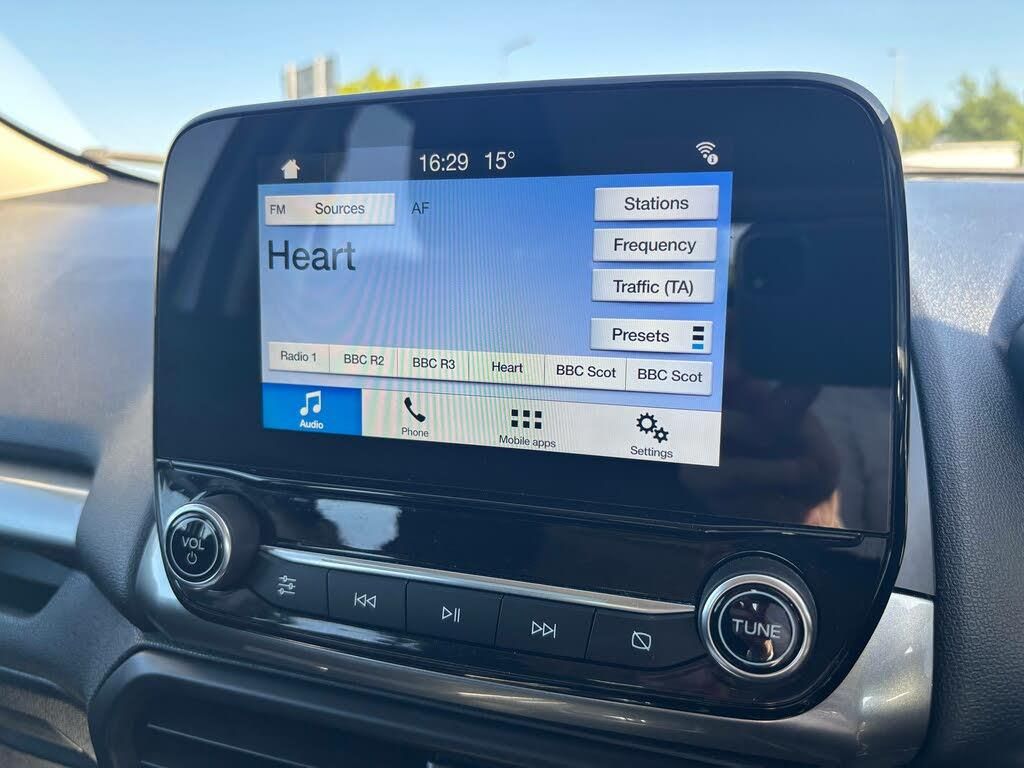 16:29 15°
FM Sources AF
Stations
Heart
Frequency
Traffic (TA)
Presets
Radio 1 BBC R2 BBC R3 Heart BBC Scot BBC Scot
Audio Phone Mobile apps Settings
VOL
TUNE